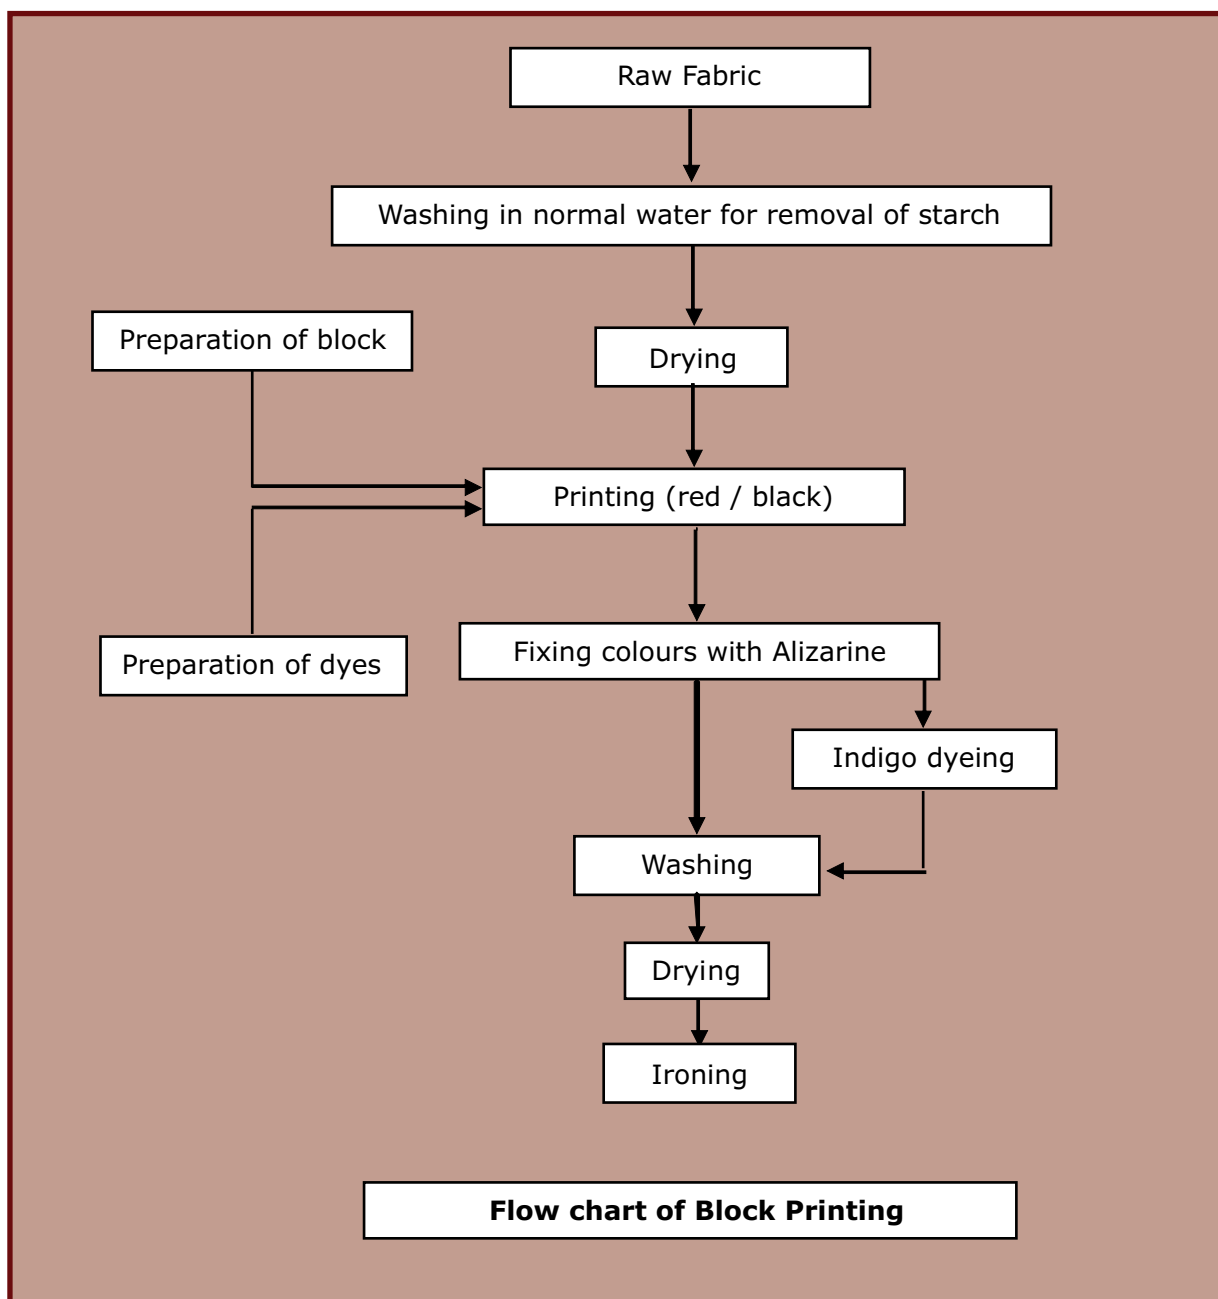 Raw Fabric
Washing in normal water for removal of starch
Preparation of block
Drying
Printing (red / black)
Preparation of dyes
Fixing colours with Alizarine
Indigo dyeing
Washing
Drying
Ironing
Flow chart of Block Printing